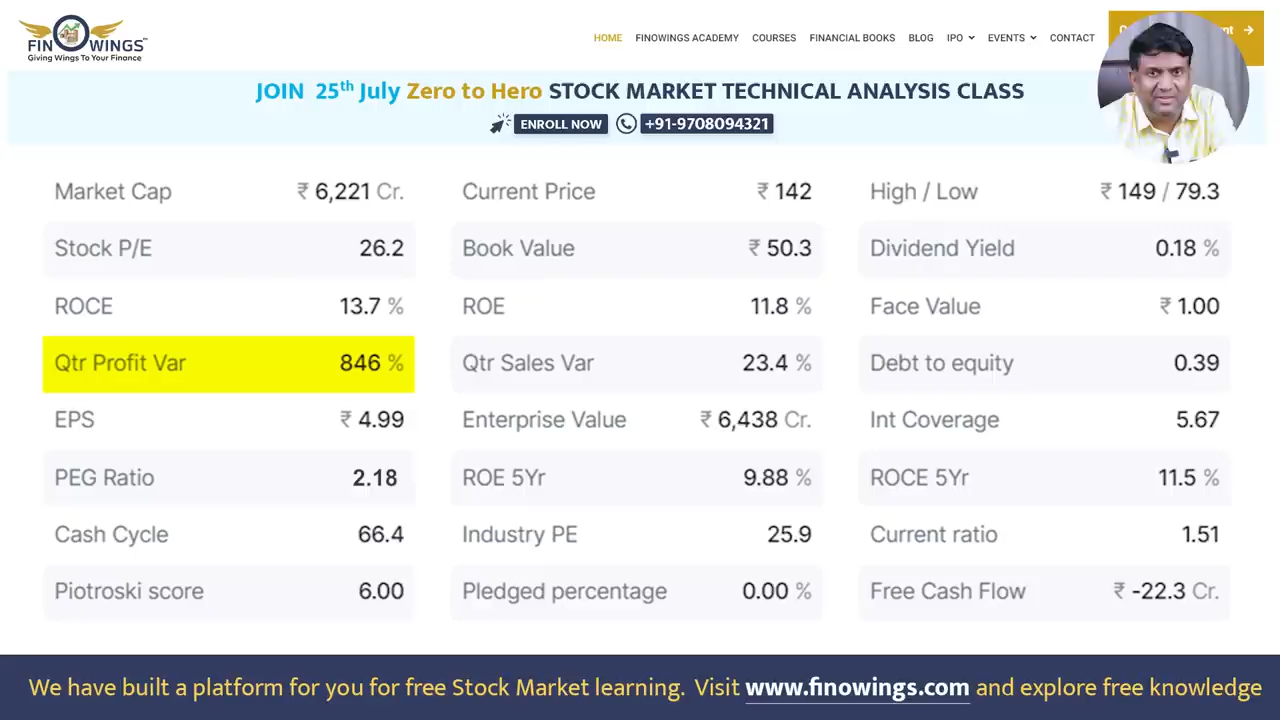 FINOWINGS™
Giving Wings To Your Finance
HOME FINOWINGS ACADEMY COURSES FINANCIAL BOOKS BLOG IPO EVENTS CONTACT
JOIN 25th July Zero to Hero STOCK MARKET TECHNICAL ANALYSIS CLASS
ENROLL NOW +91-9708094321
Market Cap ₹ 6,221 Cr. Current Price ₹ 142 High / Low ₹ 149 / 79.3
Stock P/E 26.2 Book Value ₹ 50.3 Dividend Yield 0.18 %
ROCE 13.7 % ROE 11.8 % Face Value ₹ 1.00
Qtr Profit Var 846 % Qtr Sales Var 23.4 % Debt to equity 0.39
EPS ₹ 4.99 Enterprise Value ₹ 6,438 Cr. Int Coverage 5.67
PEG Ratio 2.18 ROE 5Yr 9.88 % ROCE 5Yr 11.5 %
Cash Cycle 66.4 Industry PE 25.9 Current ratio 1.51
Piotroski score 6.00 Pledged percentage 0.00 % Free Cash Flow ₹ -22.3 Cr.
We have built a platform for you for free Stock Market learning. Visit www.finowings.com and explore free knowledge